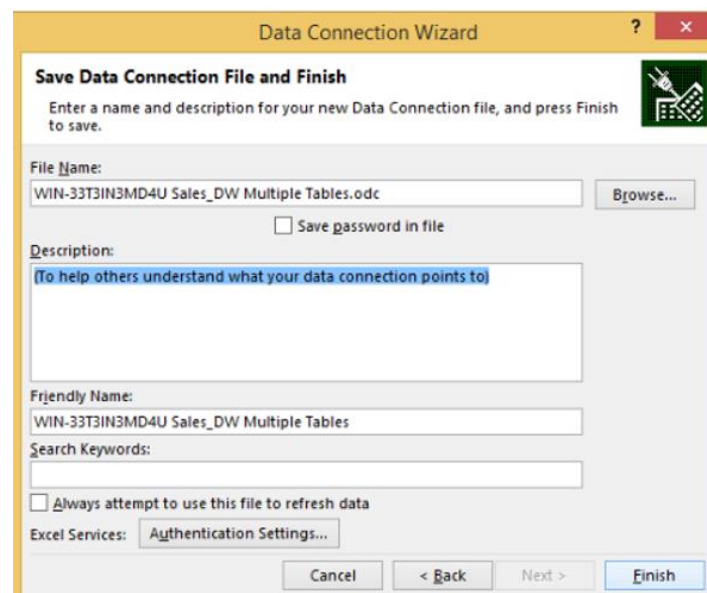 Data Connection Wizard
? ×
Save Data Connection File and Finish
Enter a name and description for your new Data Connection file, and press Finish
to save.
File Name:
WIN-33T3IN3MD4U Sales_DW Multiple Tables.odc
Browse...
Save password in file
Description:
(To help others understand what your data connection points to)
Friendly Name:
WIN-33T3IN3MD4U Sales_DW Multiple Tables
Search Keywords:
Always attempt to use this file to refresh data
Excel Services: Authentication Settings...
Cancel < Back Next > Finish